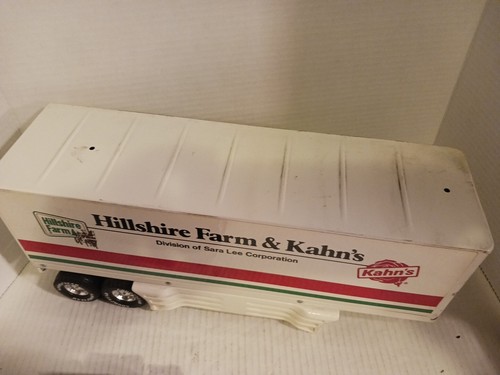 Hillshire
Farm
Hillshire Farm & Kahn's
Division of Sara Lee Corporation
Kahn's